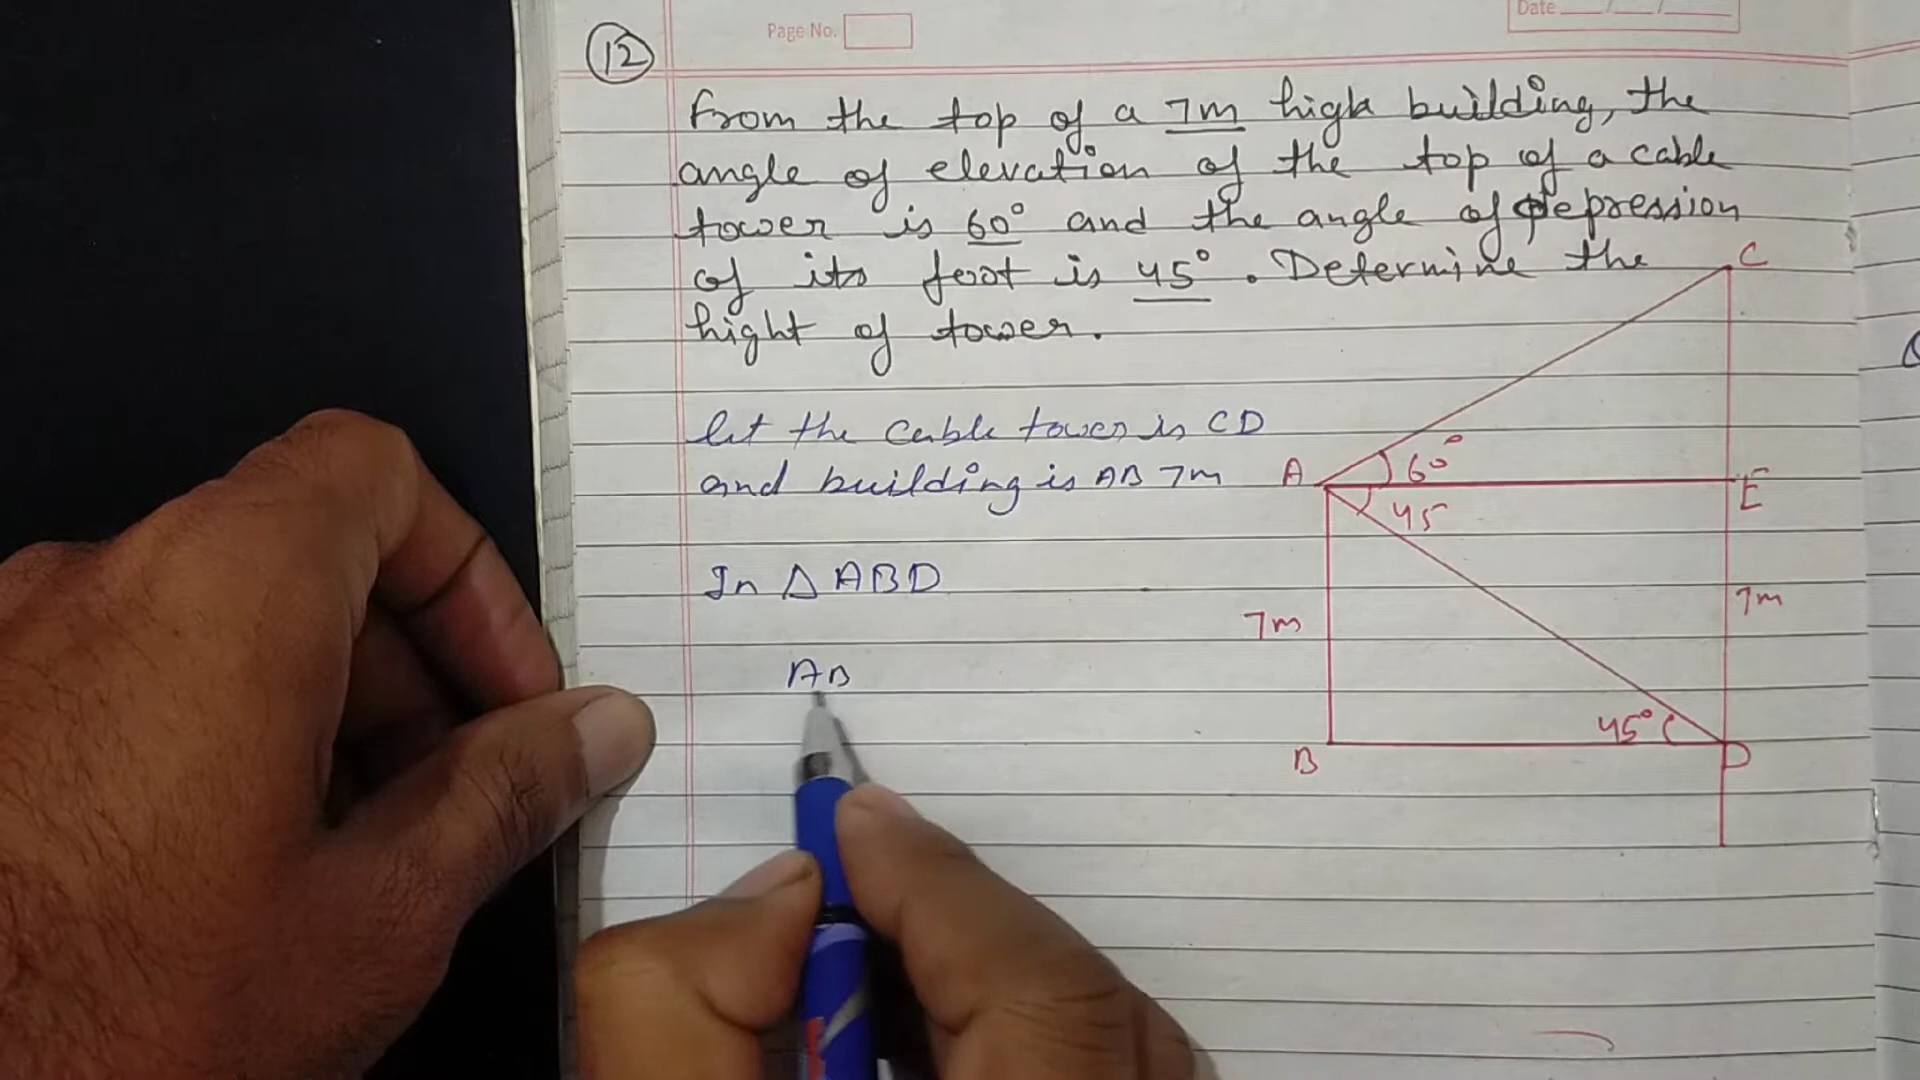 Page No.
Date
12
From the top of a 7m high building, the
angle of elevation of the top of a cable
tower is 60° and the angle of depression
of its foot is 45°. Determine the
hight of tower.
C
let the cable tower is CD
and building is AB 7m
A
60°
E
45
In △ ABD
7m
7m
AB
45°
B
D